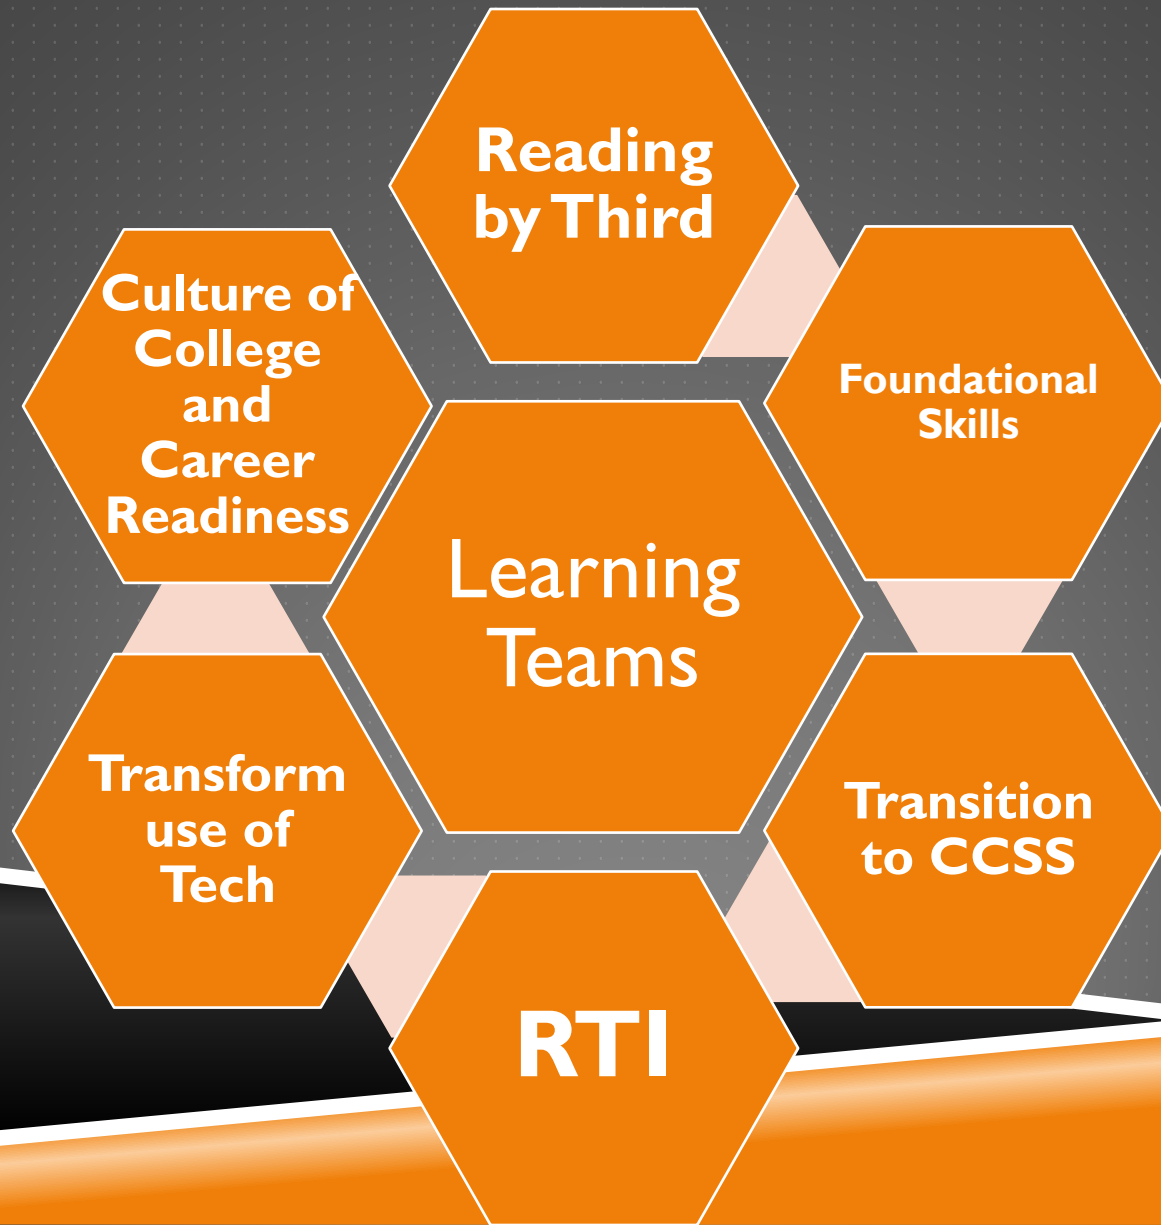 Reading
by Third
Foundational
Skills
Transition
to CCSS
RTI
Transform
use of
Tech
Culture of
College
and
Career
Readiness
Learning
Teams